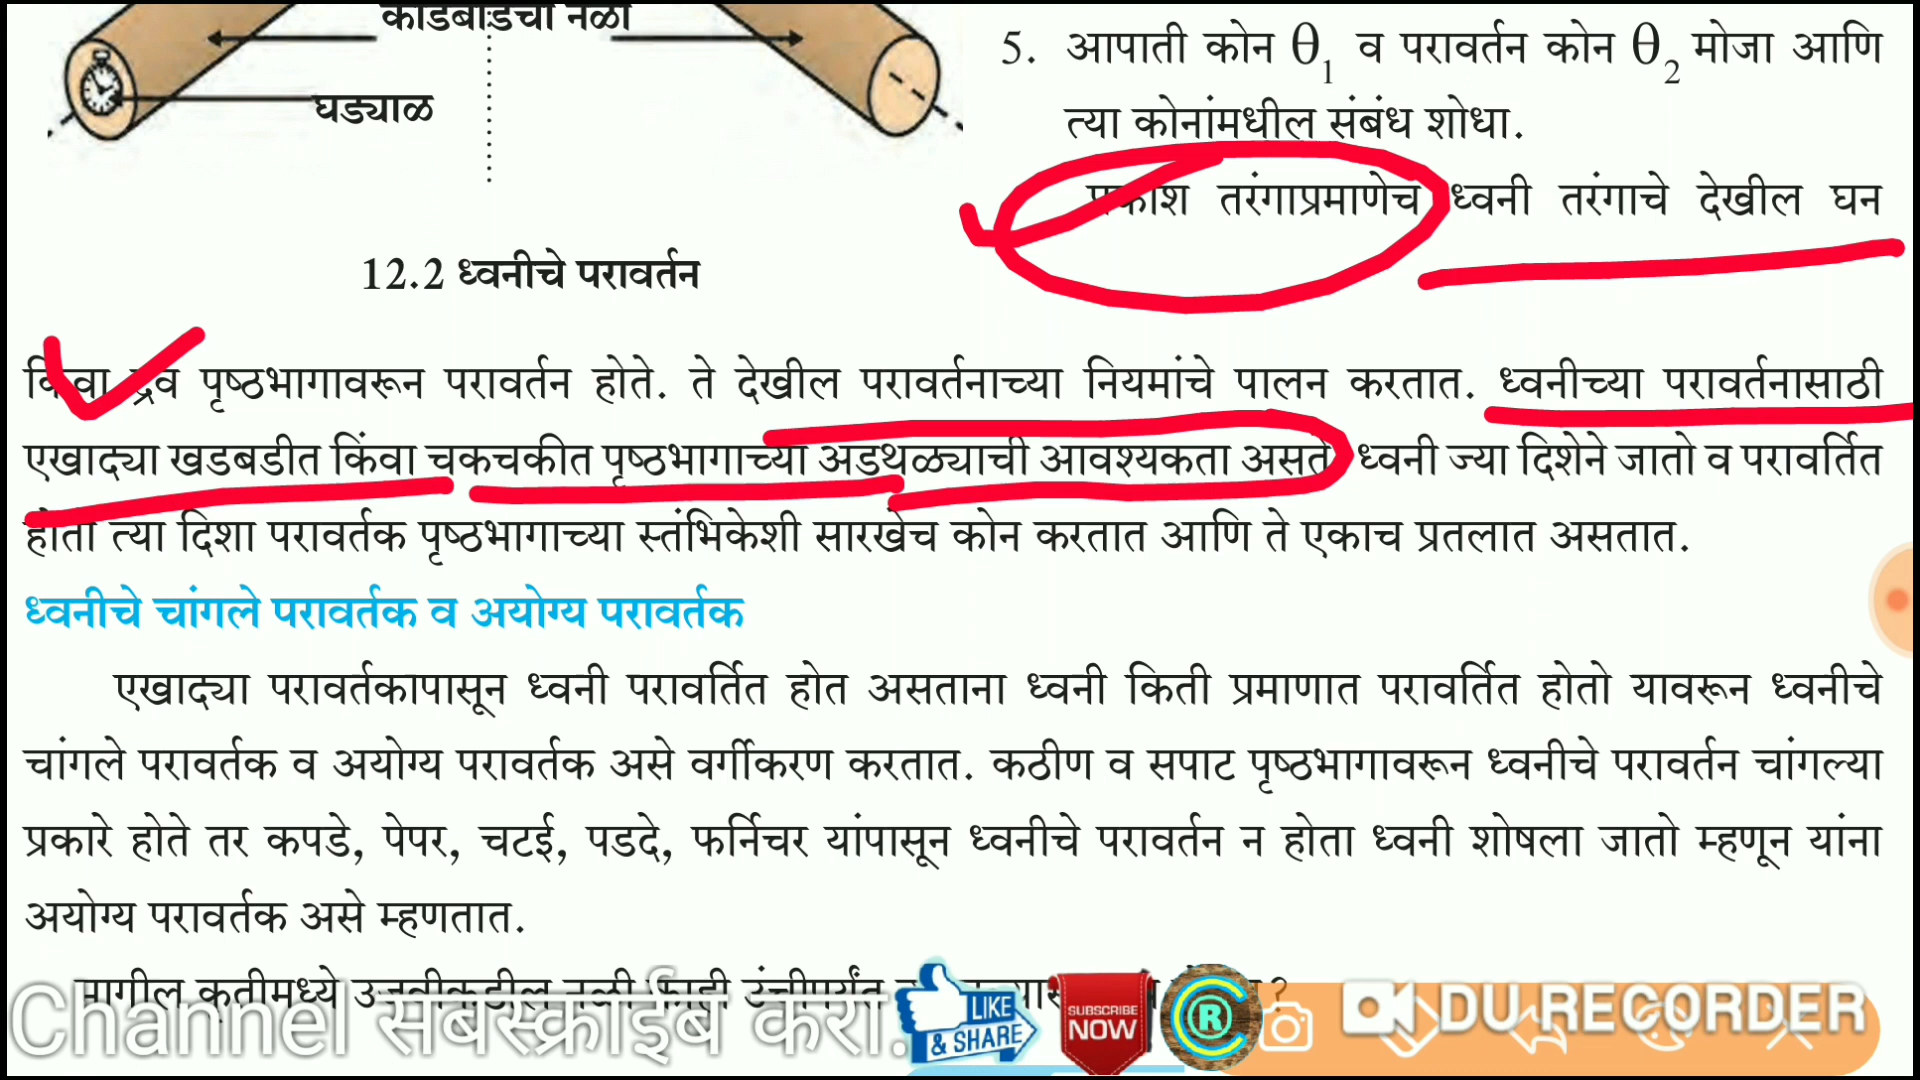 कार्डबोर्डची नळी
घड्याळ
12.2 ध्वनीचे परावर्तन
5. आपाती कोन θ1 व परावर्तन कोन θ2 मोजा आणि
त्या कोनांमधील संबंध शोधा.
प्रकाश तरंगाप्रमाणेच ध्वनी तरंगाचे देखील घन
किंवा द्रव पृष्ठभागावरून परावर्तन होते. ते देखील परावर्तनाच्या नियमांचे पालन करतात. ध्वनीच्या परावर्तनासाठी
एखाद्या खडबडीत किंवा चकचकीत पृष्ठभागाच्या अडथळ्याची आवश्यकता असते ध्वनी ज्या दिशेने जातो व परावर्तित
होतो त्या दिशा परावर्तक पृष्ठभागाच्या स्तंभिकेशी सारखेच कोन करतात आणि ते एकाच प्रतलात असतात.
ध्वनीचे चांगले परावर्तक व अयोग्य परावर्तक
एखाद्या परावर्तकापासून ध्वनी परावर्तित होत असताना ध्वनी किती प्रमाणात परावर्तित होतो यावरून ध्वनीचे
चांगले परावर्तक व अयोग्य परावर्तक असे वर्गीकरण करतात. कठीण व सपाट पृष्ठभागावरून ध्वनीचे परावर्तन चांगल्या
प्रकारे होते तर कपडे, पेपर, चटई, पडदे, फर्निचर यांपासून ध्वनीचे परावर्तन न होता ध्वनी शोषला जातो म्हणून यांना
अयोग्य परावर्तक असे म्हणतात.
मागील कृतीमध्ये उजवीकडील नळी काही उंचीपर्यंत
Channel सबस्क्राईब करा.
LIKE
& SHARE
SUBSCRIBE
NOW
R
DU RECORDER